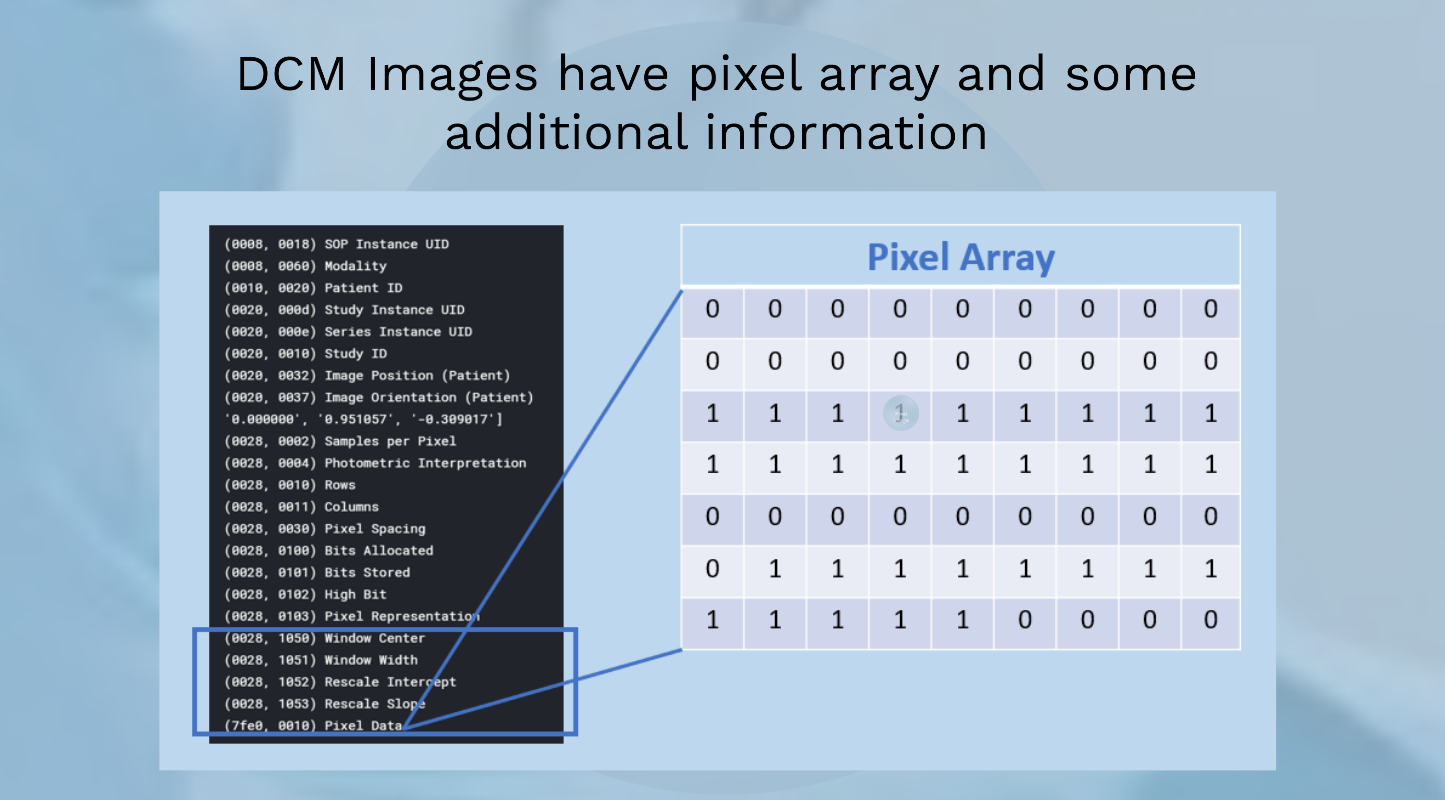 DCM Images have pixel array and some
additional information
(0008, 0018) SOP Instance UID
(0008, 0060) Modality
(0010, 0020) Patient ID
(0020, 000d) Study Instance UID
(0020, 000e) Series Instance UID
(0020, 0010) Study ID
(0020, 0032) Image Position (Patient)
(0020, 0037) Image Orientation (Patient)
'0.000000', '0.951057', '-0.309017']
(0028, 0002) Samples per Pixel
(0028, 0004) Photometric Interpretation
(0028, 0010) Rows
(0028, 0011) Columns
(0028, 0030) Pixel Spacing
(0028, 0100) Bits Allocated
(0028, 0101) Bits Stored
(0028, 0102) High Bit
(0028, 0103) Pixel Representation
(0028, 1050) Window Center
(0028, 1051) Window Width
(0028, 1052) Rescale Intercept
(0028, 1053) Rescale Slope
(7fe0, 0010) Pixel Data
Pixel Array
0 0 0 0 0 0 0 0 0
0 0 0 0 0 0 0 0 0
1 1 1 1 1 1 1 1 1
1 1 1 1 1 1 1 1 1
0 0 0 0 0 0 0 0 0
0 1 1 1 1 1 1 1 1
1 1 1 1 1 0 0 0 0